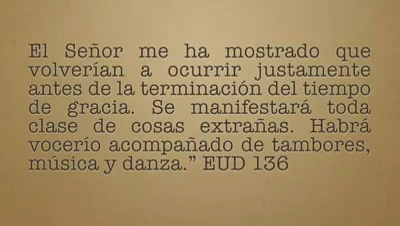 El Señor me ha mostrado que
volverían a ocurrir justamente
antes de la terminación del tiempo
de gracia. Se manifestará toda
clase de cosas extrañas. Habrá
vocerío acompañado de tambores,
música y danza.” EUD 136